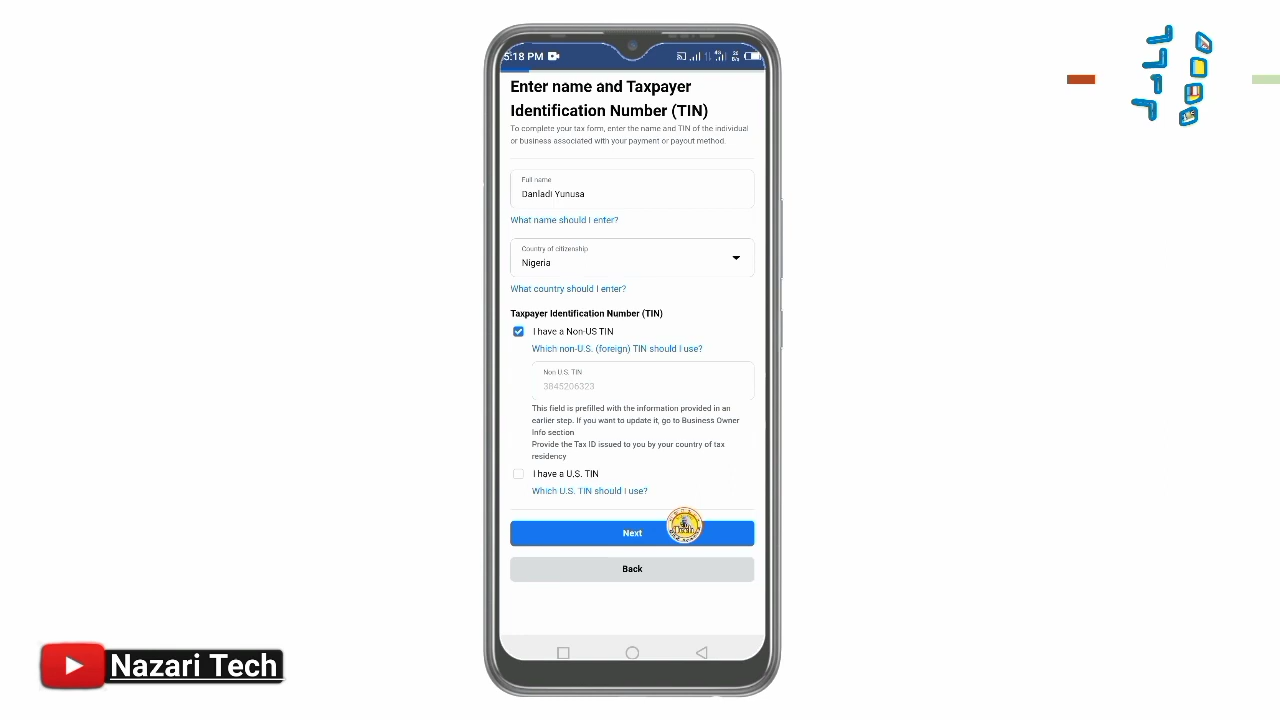 5:18 PM
Enter name and Taxpayer
Identification Number (TIN)
To complete your tax form, enter the name and TIN of the individual
or business associated with your payment or payout method.
Full name
Danladi Yunusa
What name should I enter?
Country of citizenship
Nigeria
What country should I enter?
Taxpayer Identification Number (TIN)
I have a Non-US TIN
Which non-U.S. (foreign) TIN should I use?
Non U.S. TIN
3845206323
This field is prefilled with the information provided in an
earlier step. If you want to update it, go to Business Owner
Info section
Provide the Tax ID issued to you by your country of tax
residency
I have a U.S. TIN
Which U.S. TIN should I use?
Next
Back
Nazari Tech